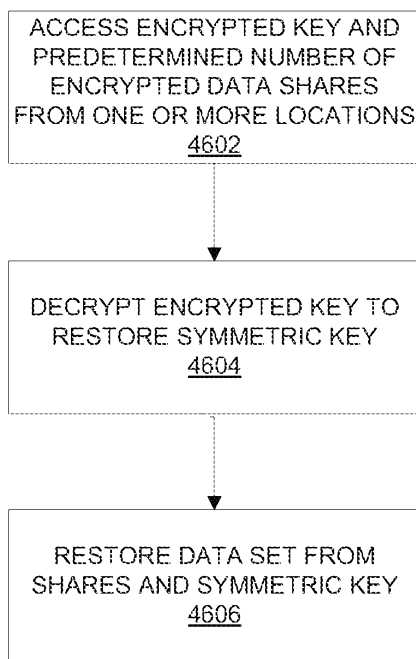 ACCESS ENCRYPTED KEY AND
PREDETERMINED NUMBER OF
ENCRYPTED DATA SHARES
FROM ONE OR MORE LOCATIONS
4602
DECRYPT ENCRYPTED KEY TO
RESTORE SYMMETRIC KEY
4604
RESTORE DATA SET FROM
SHARES AND SYMMETRIC KEY
4606